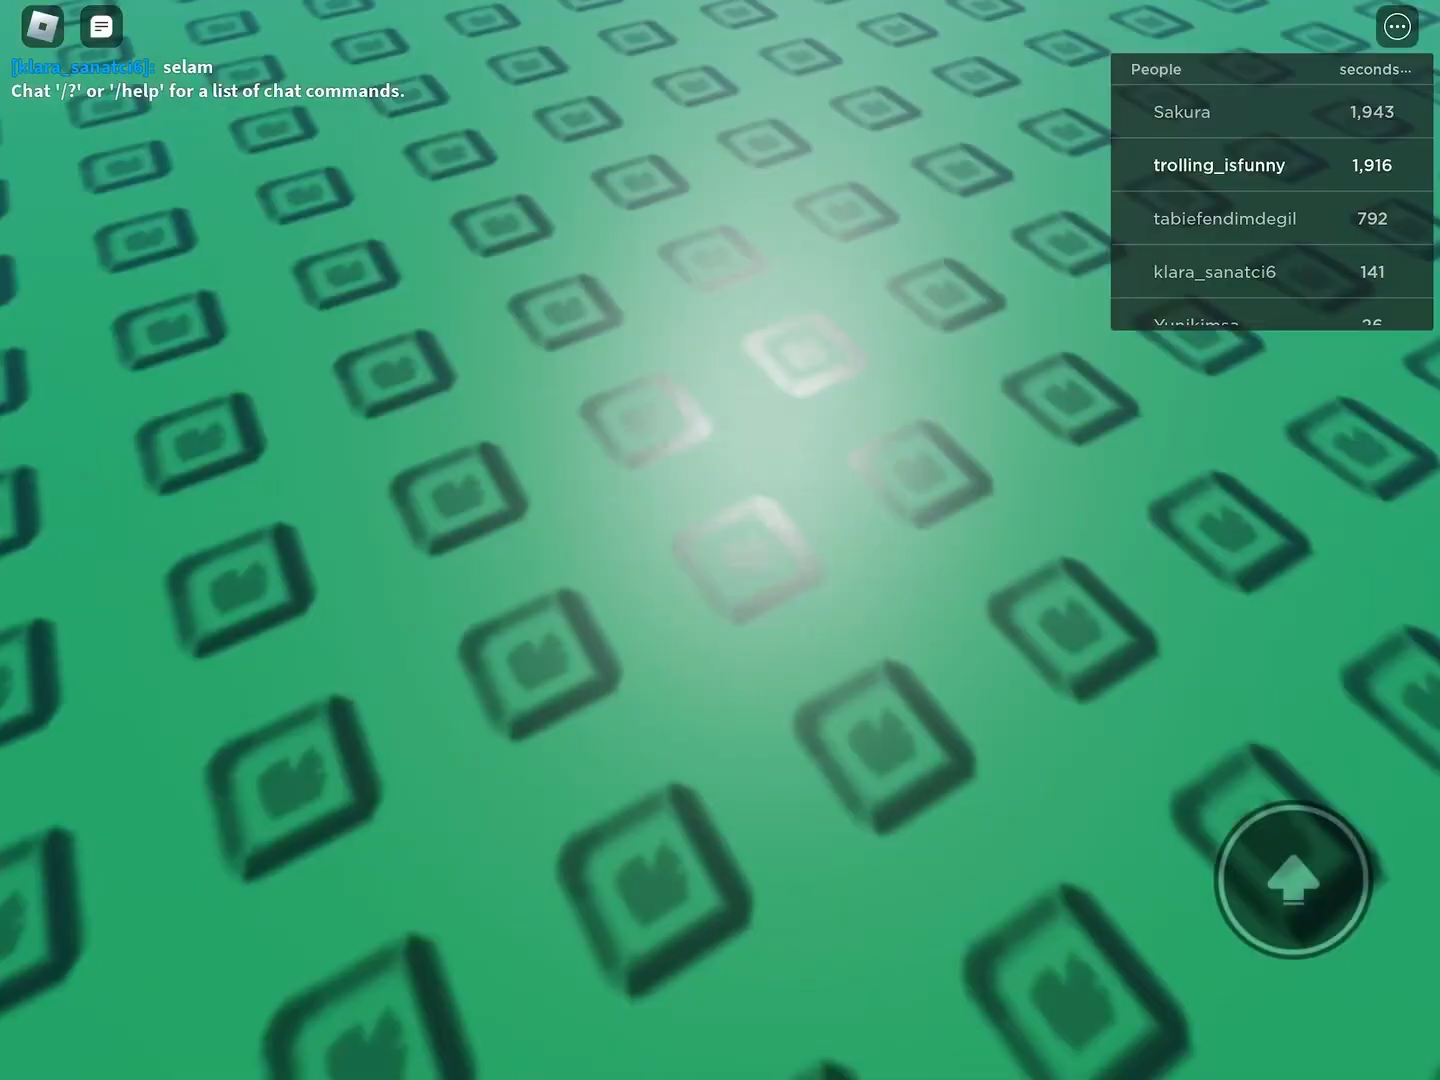 [klara_sanatci6]: selam
Chat '/?' or '/help' for a list of chat commands.
People seconds...
Sakura 1,943
trolling_isfunny 1,916
tabiefendimdegil 792
klara_sanatci6 141